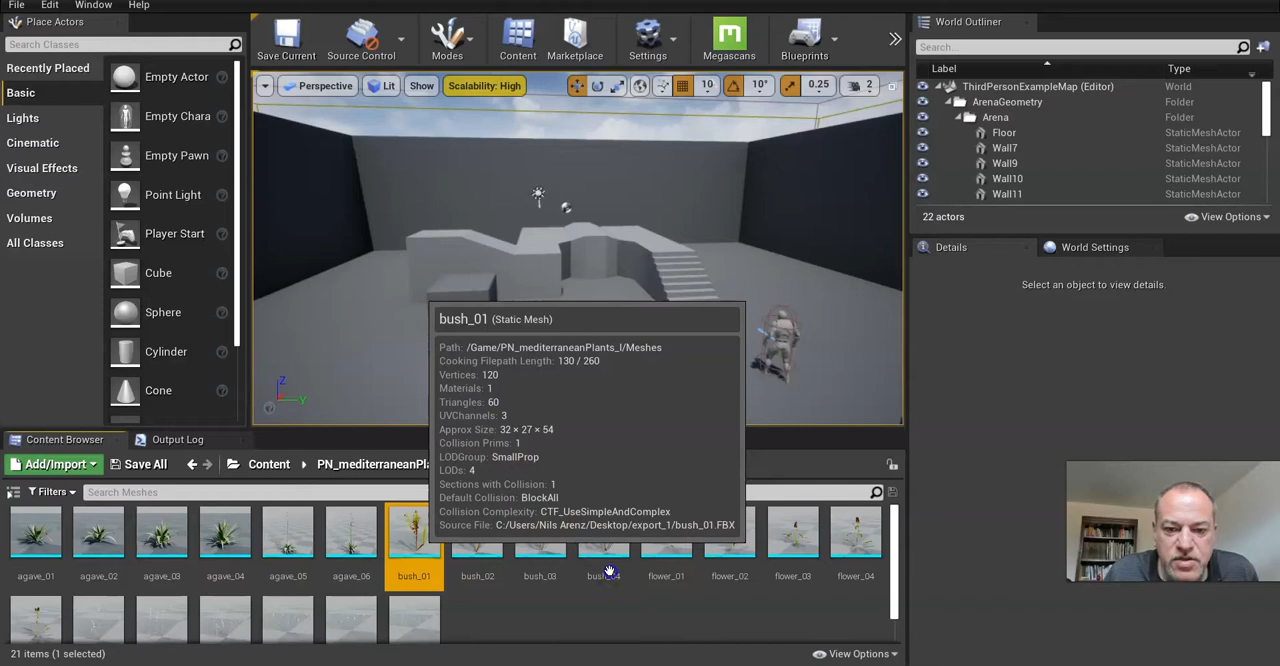 File Edit Window Help
Place Actors
Search Classes
Recently Placed
Basic
Lights
Cinematic
Visual Effects
Geometry
Volumes
All Classes
Empty Actor
Empty Chara
Empty Pawn
Point Light
Player Start
Cube
Sphere
Cylinder
Cone
Save Current
Source Control
Modes
Content
Marketplace
Settings
Megascans
Blueprints
Perspective
Lit
Show
Scalability: High
10
10°
0.25
2
Z
Y
World Outliner
Search...
Label
Type
ThirdPersonExampleMap (Editor) World
ArenaGeometry Folder
Arena Folder
Floor StaticMeshActor
Wall7 StaticMeshActor
Wall9 StaticMeshActor
Wall10 StaticMeshActor
Wall11 StaticMeshActor
22 actors
View Options
Details
World Settings
Select an object to view details.
bush_01 (Static Mesh)
Path: /Game/PN_mediterraneanPlants_I/Meshes
Cooking Filepath Length: 130 / 260
Vertices: 120
Materials: 1
Triangles: 60
UVChannels: 3
Approx Size: 32 × 27 × 54
Collision Prims: 1
LODGroup: SmallProp
LODs: 4
Sections with Collision: 1
Default Collision: BlockAll
Collision Complexity: CTF_UseSimpleAndComplex
Source File: C:/Users/Nils Arenz/Desktop/export_1/bush_01.FBX
Content Browser
Output Log
Add/Import
Save All
Content
PN_mediterraneanPla
Filters
Search Meshes
agave_01
agave_02
agave_03
agave_04
agave_05
agave_06
bush_01
bush_02
bush_03
flower_01
flower_02
flower_03
flower_04
21 items (1 selected)
View Options